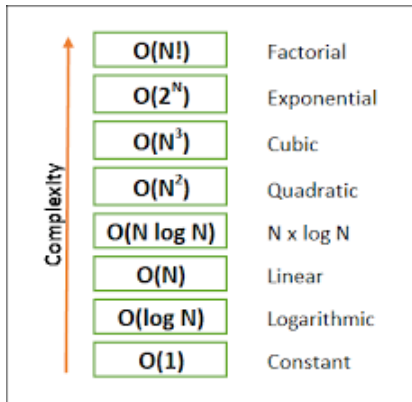 Complexity
O(N!) Factorial
O(2^N) Exponential
O(N^3) Cubic
O(N^2) Quadratic
O(N log N) N x log N
O(N) Linear
O(log N) Logarithmic
O(1) Constant